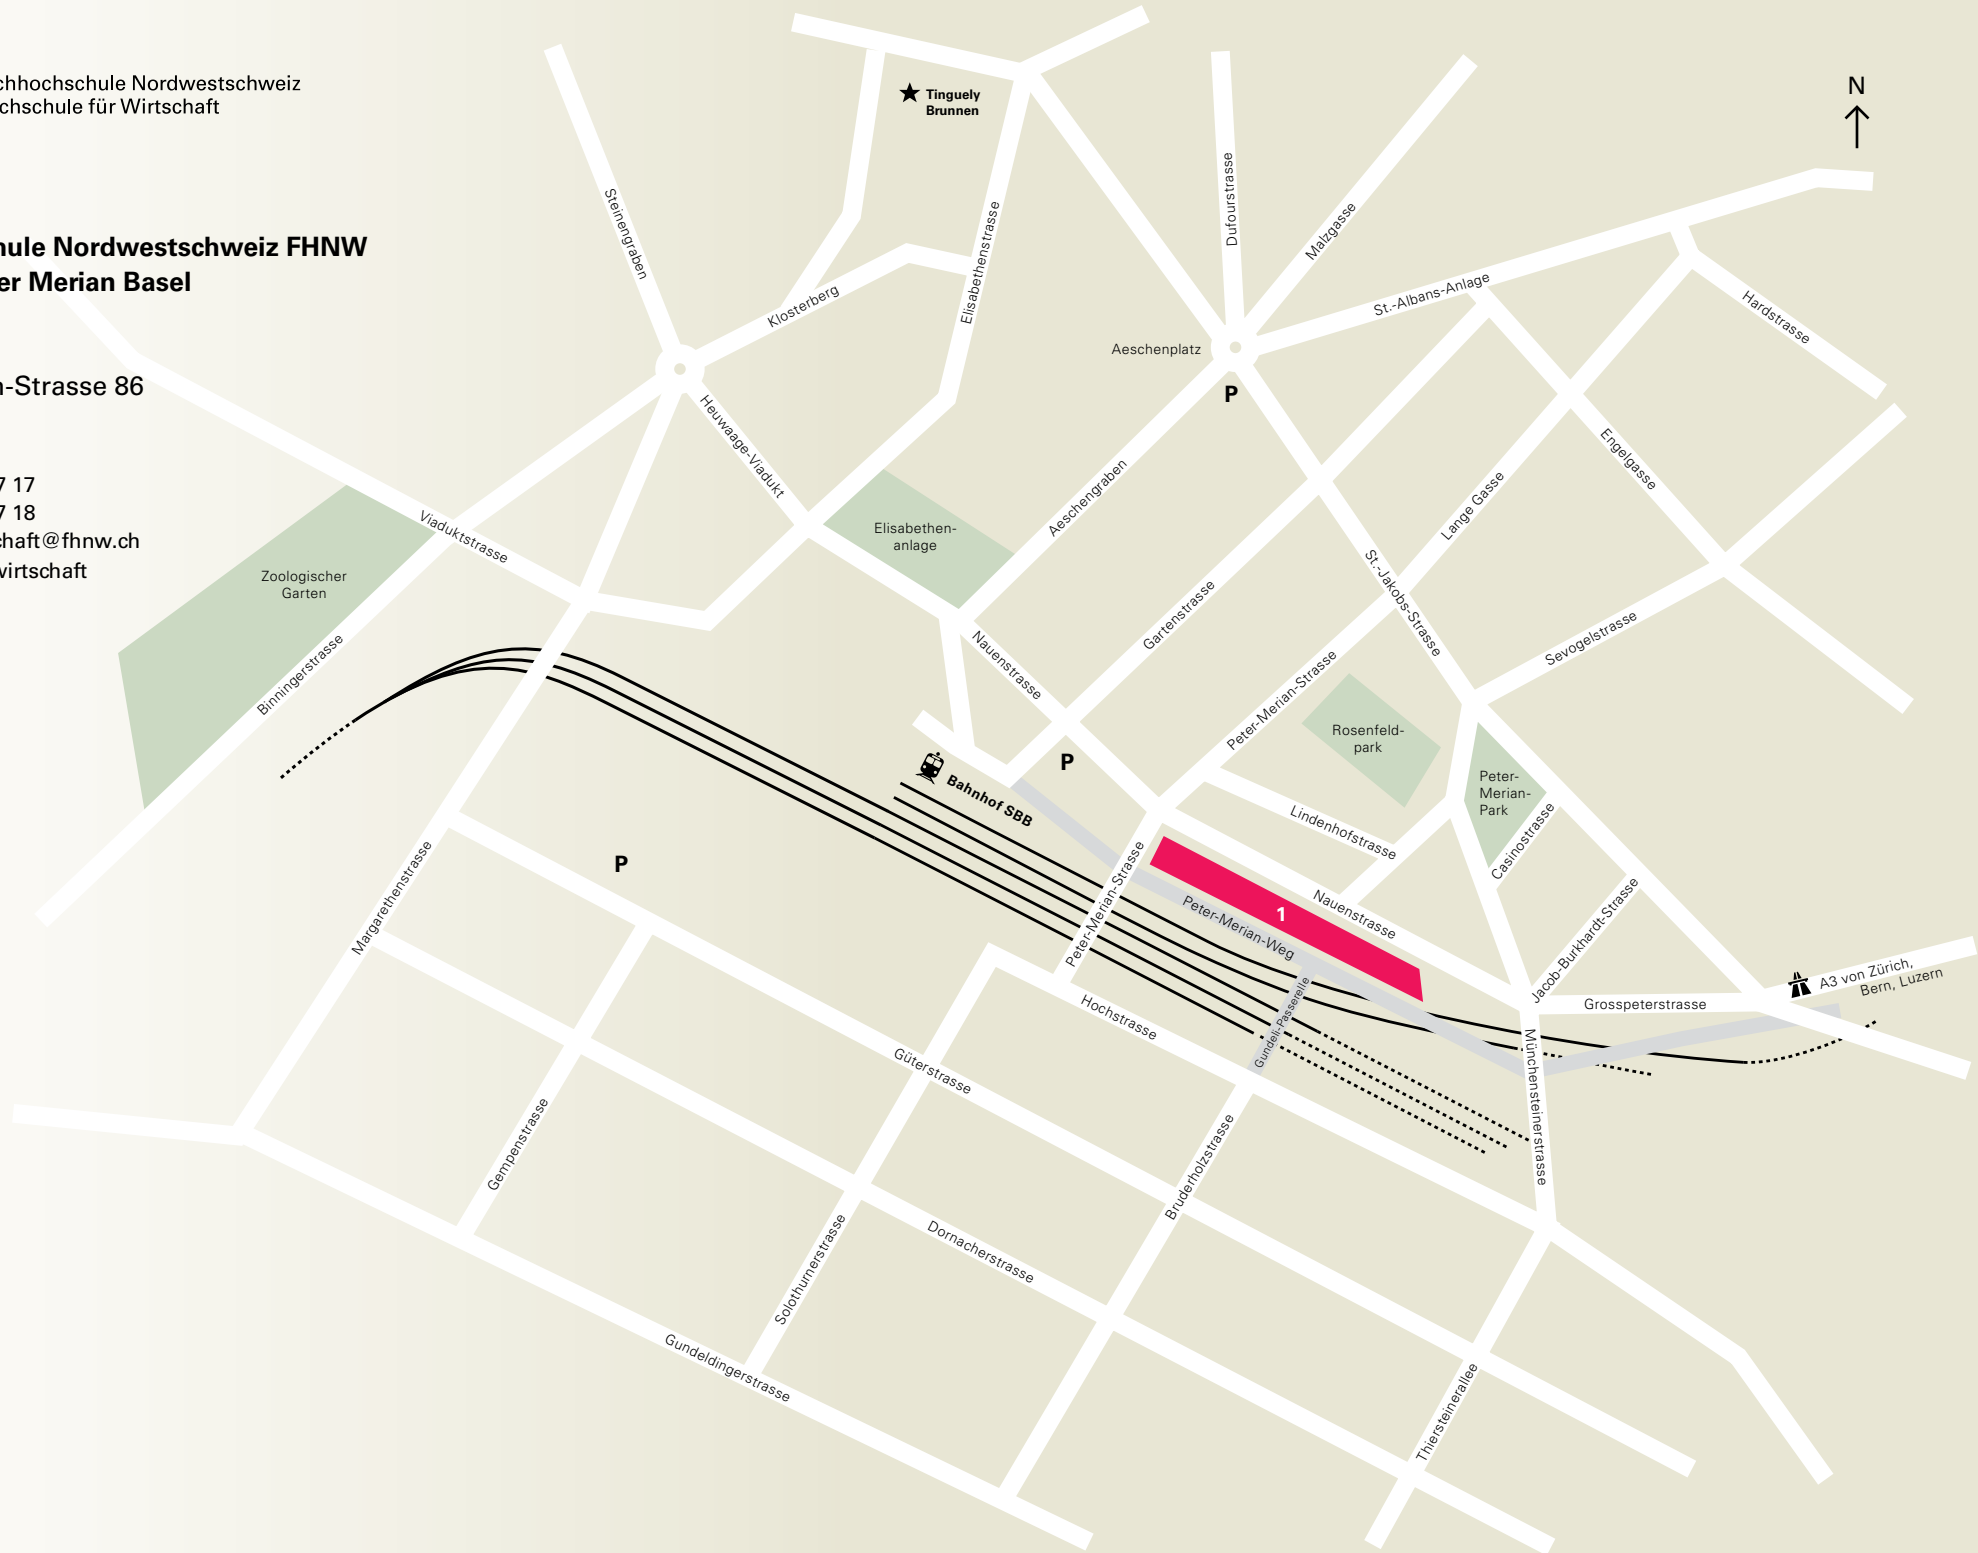 chhochschule Nordwestschweiz
chschule für Wirtschaft
hule Nordwestschweiz FHNW
er Merian Basel
n-Strasse 86
7 17
7 18
chaft@fhnw.ch
wirtschaft
N
Tinguely
Brunnen
Steinengraben
Klosterberg
Elisabethenstrasse
Dufourstrasse
Malzgasse
St.-Albans-Anlage
Hardstrasse
Aeschenplatz
P
Heuwaage-Viadukt
Elisabethen-
anlage
Aeschengraben
Lange Gasse
Engelgasse
Viaduktstrasse
Zoologischer
Garten
Binningerstrasse
Nauenstrasse
Gartenstrasse
St.-Jakobs-Strasse
Sevogelstrasse
Peter-Merian-Strasse
Rosenfeld-
park
P
Bahnhof SBB
Peter-
Merian-
Park
Lindenhofstrasse
Casinostrasse
P
Margarethenstrasse
Peter-Merian-Strasse
Peter-Merian-Weg
1
Nauenstrasse
Jacob-Burkhardt-Strasse
A3 von Zürich,
Bern, Luzern
Grosspeterstrasse
Hochstrasse
Gundeli-Passerelle
Güterstrasse
Münchensteinerstrasse
Gempenstrasse
Bruderholzstrasse
Solothurnerstrasse
Dornacherstrasse
Gundeldingerstrasse
Thiersteinerallee